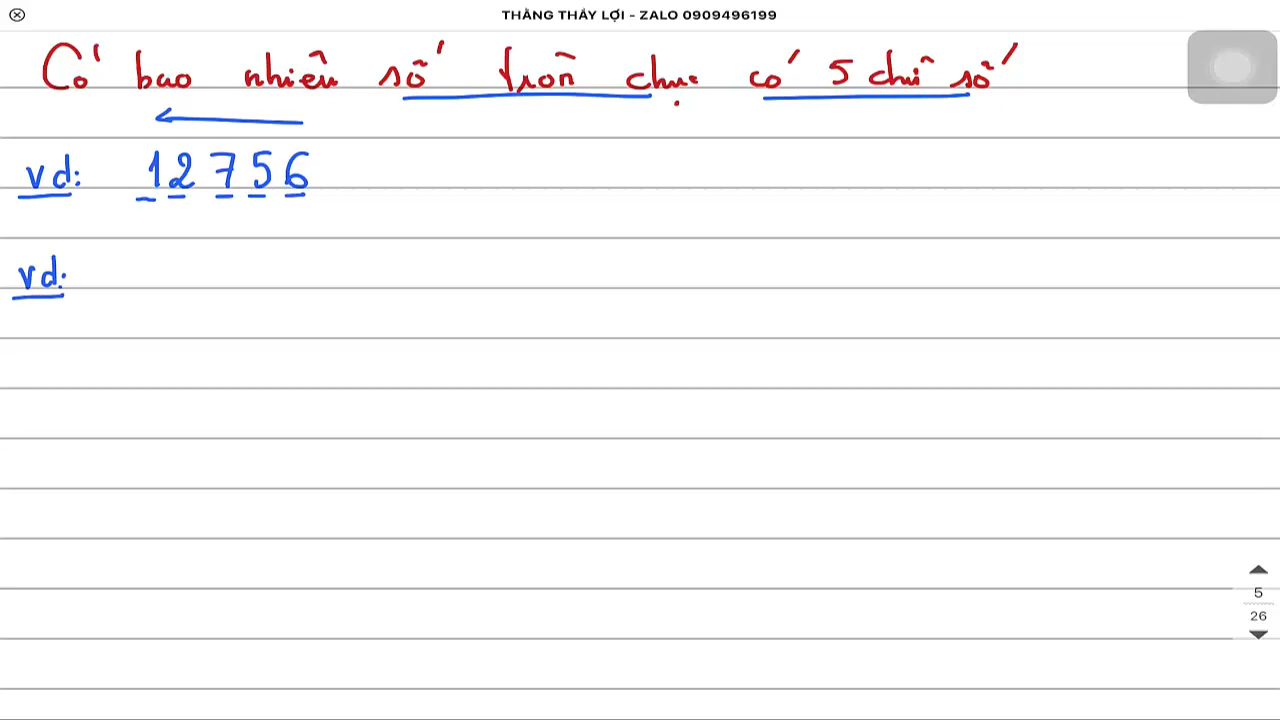 THẦNG THẦY LỢI - ZALO 0909496199
Có bao nhiêu số tròn chục có 5 chữ số
vd: 12756
vd:
5
26